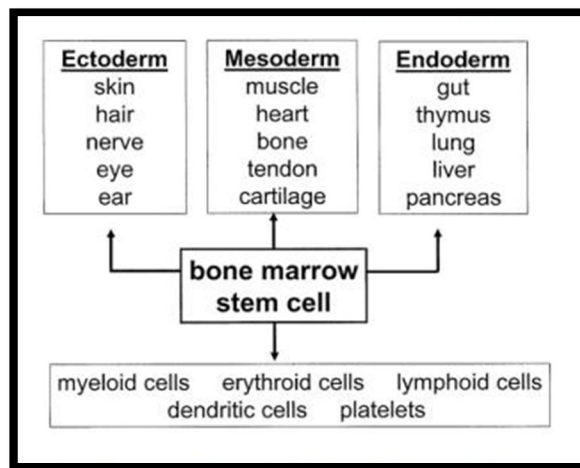 Ectoderm
skin
hair
nerve
eye
ear
Mesoderm
muscle
heart
bone
tendon
cartilage
Endoderm
gut
thymus
lung
liver
pancreas
bone marrow
stem cell
myeloid cells erythroid cells lymphoid cells
dendritic cells platelets